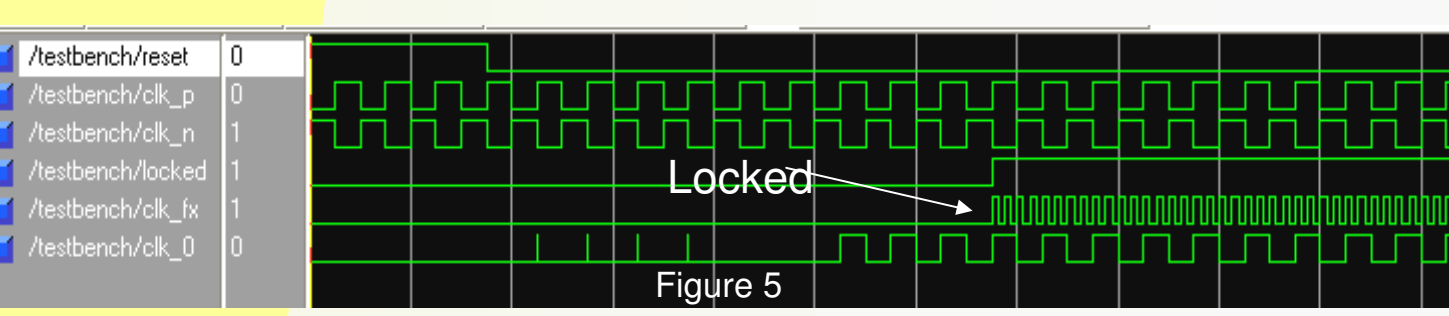 /testbench/reset 0
/testbench/clk_p 0
/testbench/clk_n 1
/testbench/locked 1
/testbench/clk_fx 1
/testbench/clk_0 0
Locked
Figure 5